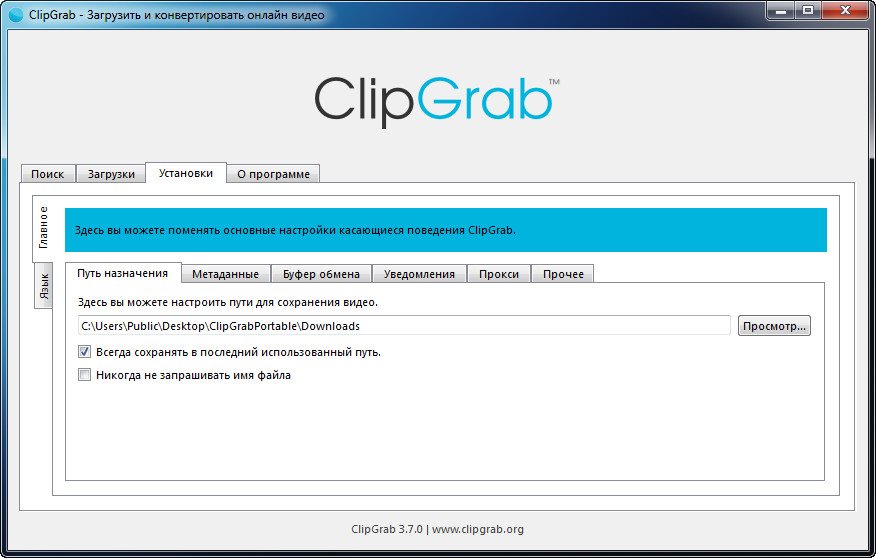 ClipGrab - Загрузить и конвертировать онлайн видео
ClipGrab™
Поиск Загрузки Установки О программе
Главное
Язык
Здесь вы можете поменять основные настройки касающиеся поведения ClipGrab.
Путь назначения Метаданные Буфер обмена Уведомления Прокси Прочее
Здесь вы можете настроить пути для сохранения видео.
C:\Users\Public\Desktop\ClipGrabPortable\Downloads Просмотр...
Всегда сохранять в последний использованный путь.
Никогда не запрашивать имя файла
ClipGrab 3.7.0 | www.clipgrab.org